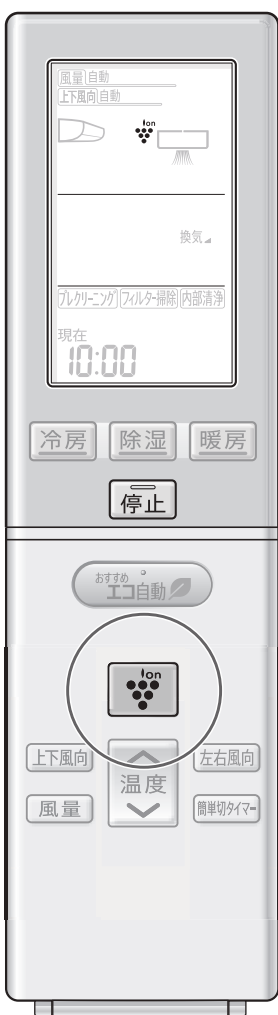 風量 自動
上下風向 自動
ion
換気
プレクリーニング フィルター掃除 内部清浄
現在
10:00
冷房 除湿 暖房
停止
おすすめ
エコ自動
ion
上下風向 温度 左右風向
風量 簡単切タイマー